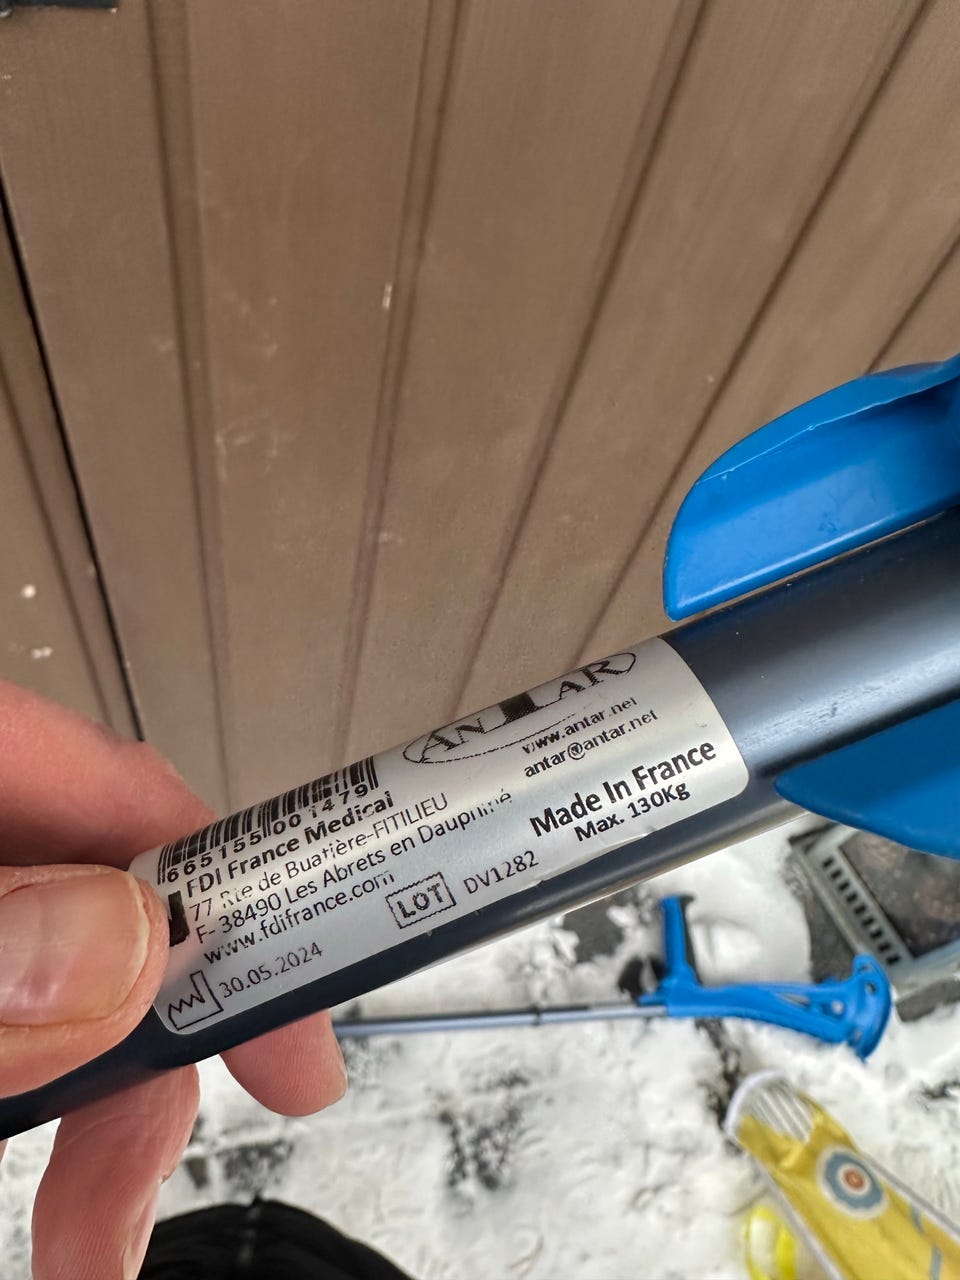 665155001479
FDI France Medical
77 Rte de Buatière-FITILIEU
F- 38490 Les Abrets en Dauphiné
www.fdifrance.com
30.05.2024
LOT DV1282
ANTAR
www.antar.net
antar@antar.net
Made In France
Max. 130Kg